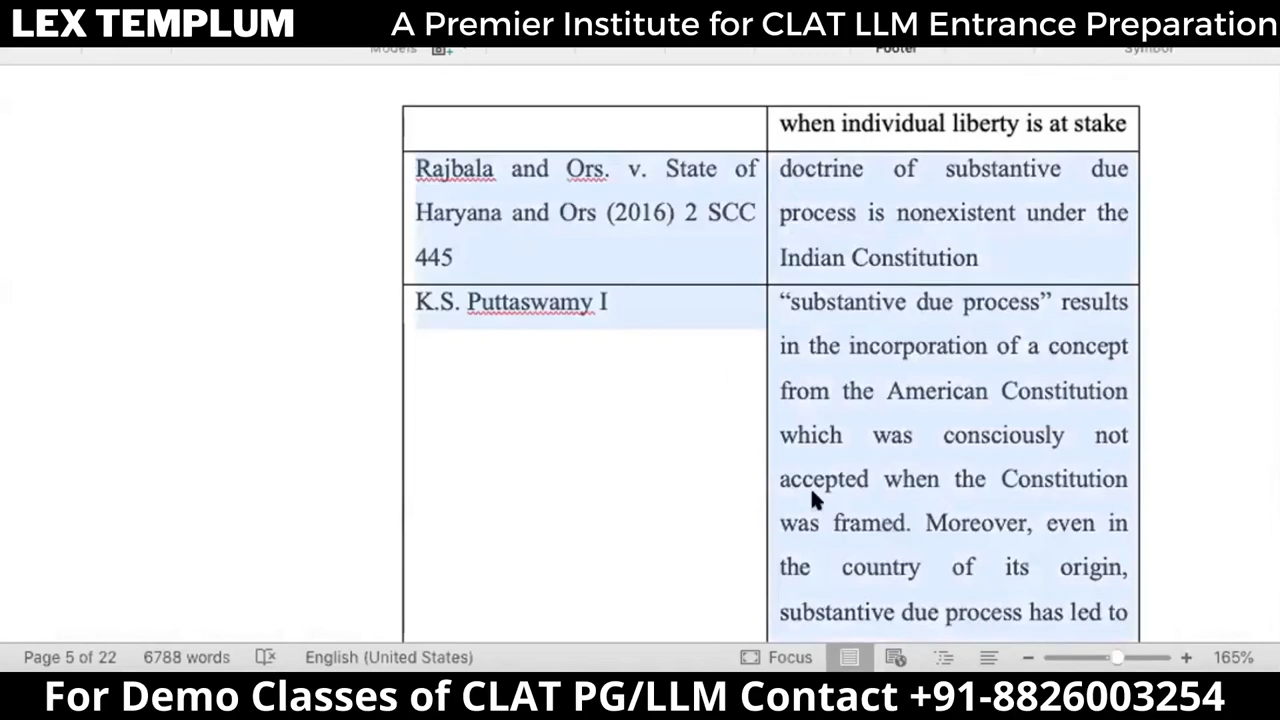 LEX TEMPLUM
A Premier Institute for CLAT LLM Entrance Preparation
Models
Footer
Symbol
when individual liberty is at stake
Rajbala and Ors. v. State of
Haryana and Ors (2016) 2 SCC
445
doctrine of substantive due
process is nonexistent under the
Indian Constitution
K.S. Puttaswamy I
“substantive due process” results
in the incorporation of a concept
from the American Constitution
which was consciously not
accepted when the Constitution
was framed. Moreover, even in
the country of its origin,
substantive due process has led to
Page 5 of 22
6788 words
English (United States)
Focus
165%
For Demo Classes of CLAT PG/LLM Contact +91-8826003254